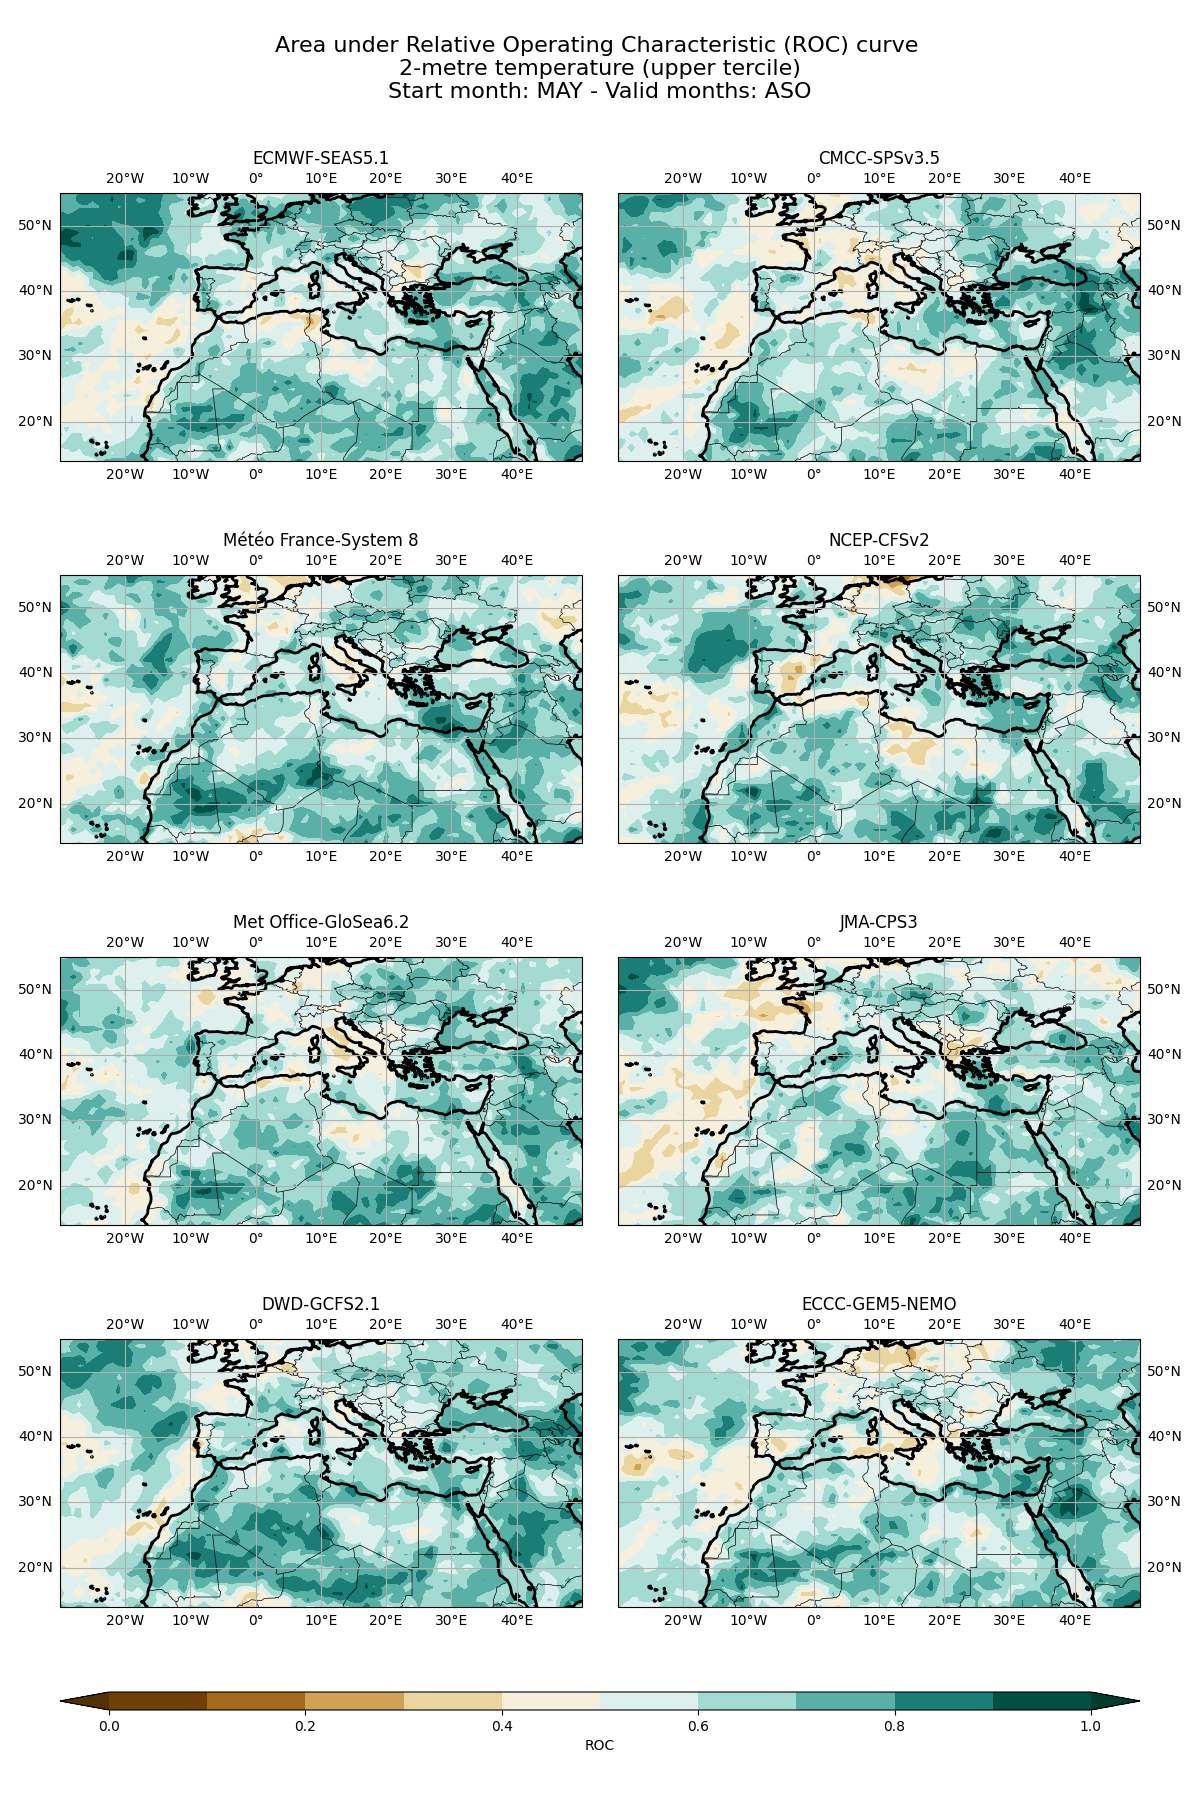 Area under Relative Operating Characteristic (ROC) curve
2-metre temperature (upper tercile)
Start month: MAY - Valid months: ASO
ECMWF-SEAS5.1
CMCC-SPSv3.5
20°W 10°W 0° 10°E 20°E 30°E 40°E
20°W 10°W 0° 10°E 20°E 30°E 40°E
50°N
50°N
40°N
40°N
30°N
30°N
20°N
20°N
20°W 10°W 0° 10°E 20°E 30°E 40°E
20°W 10°W 0° 10°E 20°E 30°E 40°E
Météo France-System 8
NCEP-CFSv2
20°W 10°W 0° 10°E 20°E 30°E 40°E
20°W 10°W 0° 10°E 20°E 30°E 40°E
50°N
50°N
40°N
40°N
30°N
30°N
20°N
20°N
20°W 10°W 0° 10°E 20°E 30°E 40°E
20°W 10°W 0° 10°E 20°E 30°E 40°E
Met Office-GloSea6.2
JMA-CPS3
20°W 10°W 0° 10°E 20°E 30°E 40°E
20°W 10°W 0° 10°E 20°E 30°E 40°E
50°N
50°N
40°N
40°N
30°N
30°N
20°N
20°N
20°W 10°W 0° 10°E 20°E 30°E 40°E
20°W 10°W 0° 10°E 20°E 30°E 40°E
DWD-GCFS2.1
ECCC-GEM5-NEMO
20°W 10°W 0° 10°E 20°E 30°E 40°E
20°W 10°W 0° 10°E 20°E 30°E 40°E
50°N
50°N
40°N
40°N
30°N
30°N
20°N
20°N
20°W 10°W 0° 10°E 20°E 30°E 40°E
20°W 10°W 0° 10°E 20°E 30°E 40°E
0.0 0.2 0.4 0.6 0.8 1.0
ROC